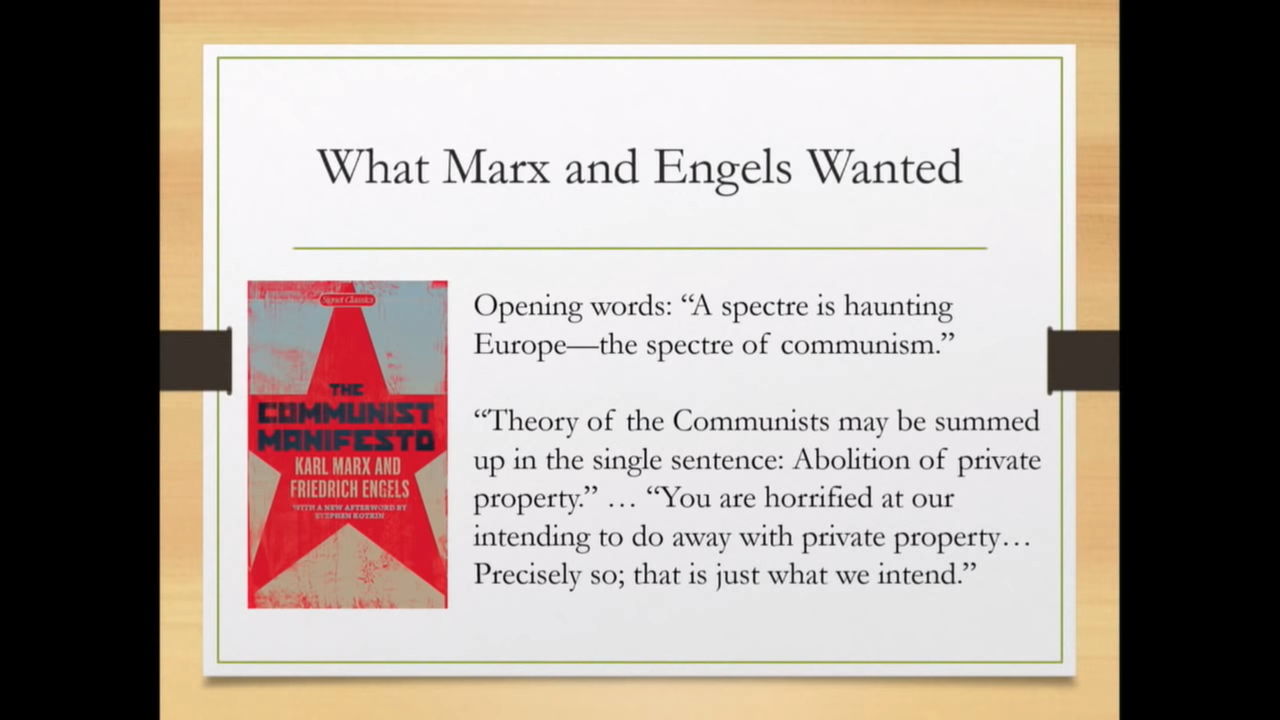 What Marx and Engels Wanted
Signet Classics
THE
COMMUNIST
MANIFESTO
KARL MARX AND
FRIEDRICH ENGELS
WITH A NEW AFTERWORD BY
STEPHEN KOTKIN
Opening words: “A spectre is haunting
Europe—the spectre of communism.”
“Theory of the Communists may be summed
up in the single sentence: Abolition of private
property.” … “You are horrified at our
intending to do away with private property…
Precisely so; that is just what we intend.”